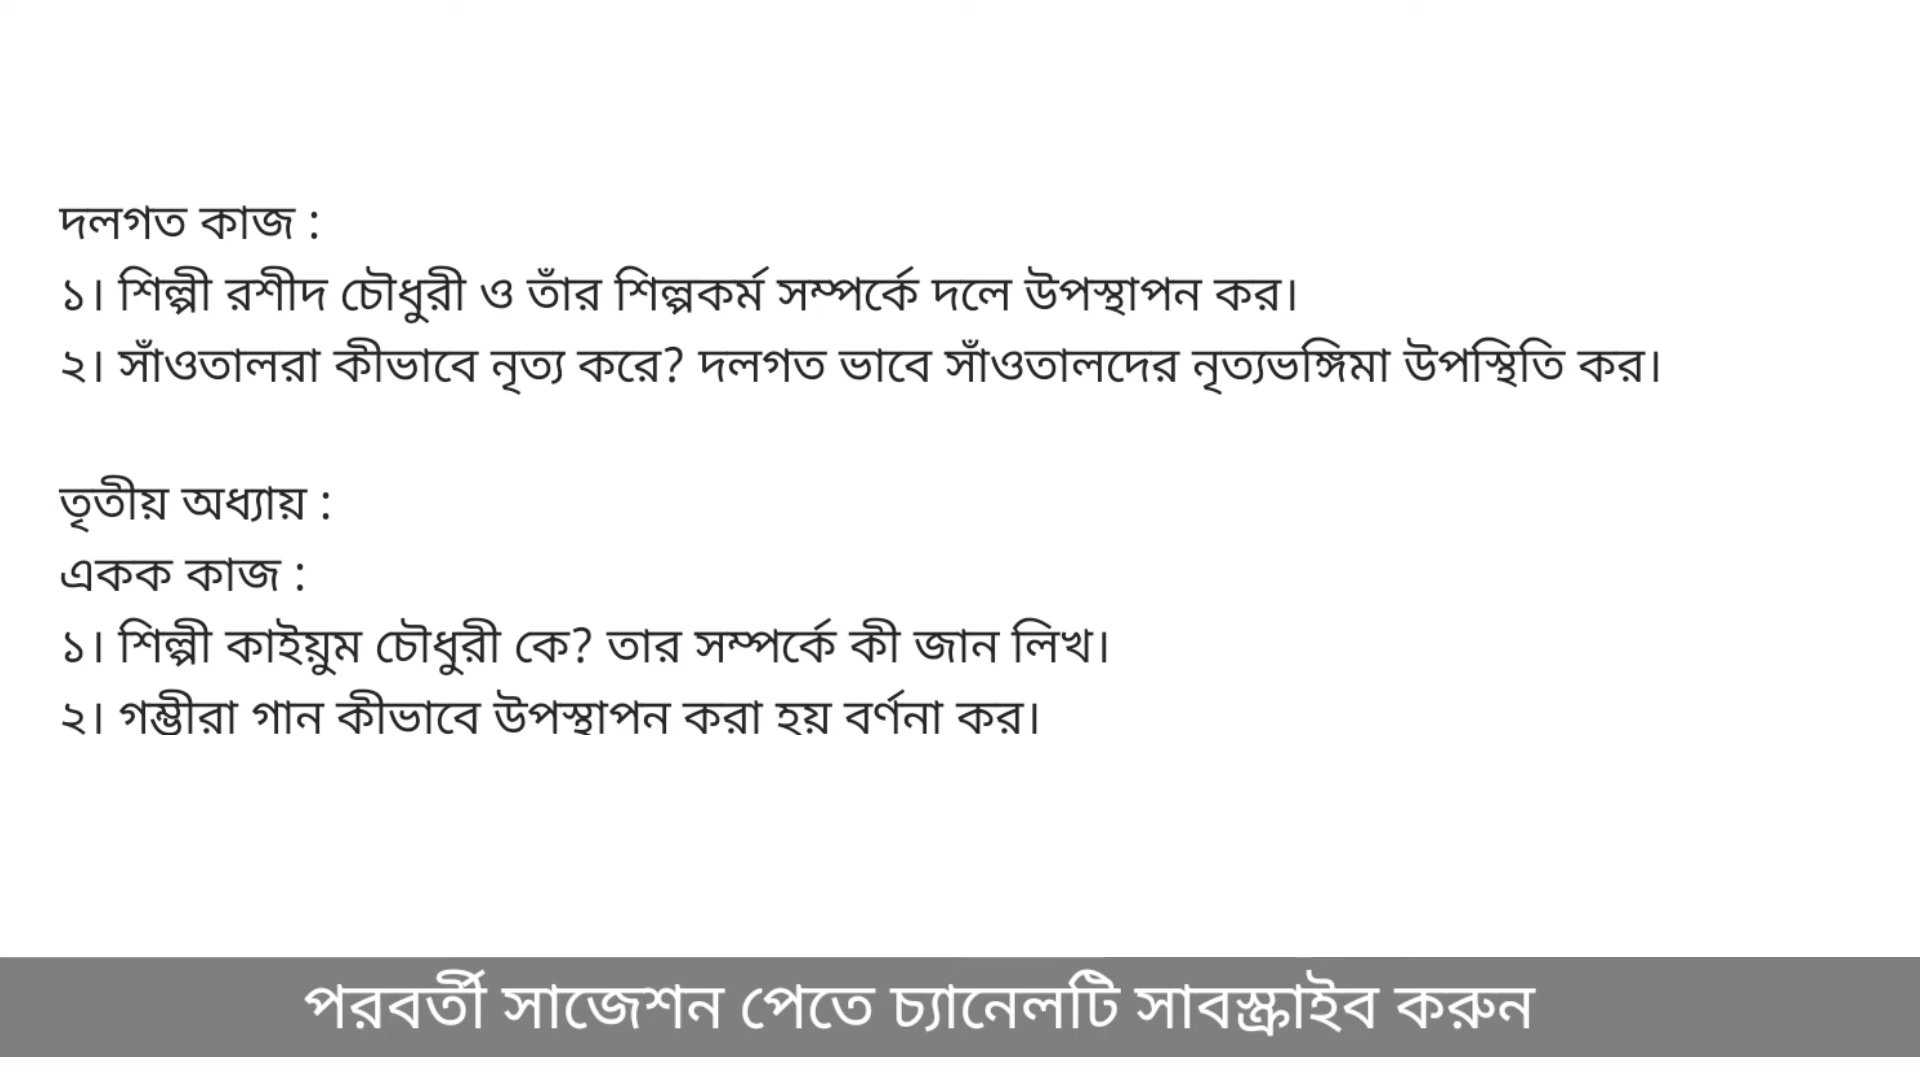 দলগত কাজ :
১। শিল্পী রশীদ চৌধুরী ও তাঁর শিল্পকর্ম সম্পর্কে দলে উপস্থাপন কর।
২। সাঁওতালরা কীভাবে নৃত্য করে? দলগত ভাবে সাঁওতালদের নৃত্যভঙ্গিমা উপস্থিতি কর।
তৃতীয় অধ্যায় :
একক কাজ :
১। শিল্পী কাইয়ুম চৌধুরী কে? তার সম্পর্কে কী জান লিখ।
২। গম্ভীরা গান কীভাবে উপস্থাপন করা হয় বর্ণনা কর।
পরবর্তী সাজেশন পেতে চ্যানেলটি সাবস্ক্রাইব করুন